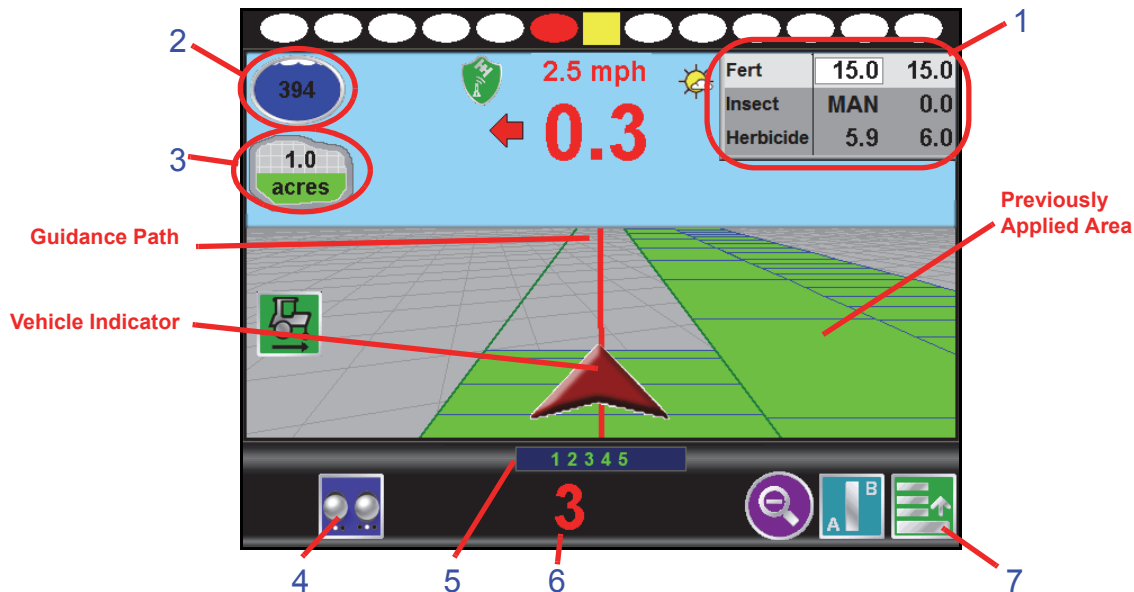 1
2
394
2.5 mph
0.3
Fert 15.0 15.0
Insect MAN 0.0
Herbicide 5.9 6.0
3
1.0
acres
Guidance Path
Previously
Applied Area
Vehicle Indicator
1 2 3 4 5
3
A B
4
5
6
7